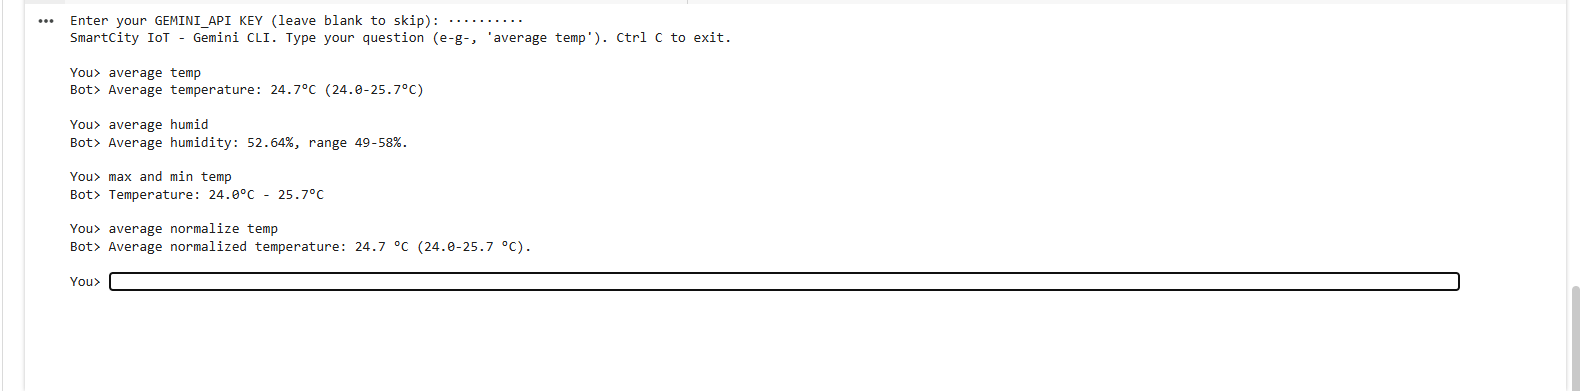 Enter your GEMINI_API KEY (leave blank to skip): ··········
SmartCity IoT - Gemini CLI. Type your question (e-g-, 'average temp'). Ctrl C to exit.
You> average temp
Bot> Average temperature: 24.7°C (24.0-25.7°C)
You> average humid
Bot> Average humidity: 52.64%, range 49-58%.
You> max and min temp
Bot> Temperature: 24.0°C - 25.7°C
You> average normalize temp
Bot> Average normalized temperature: 24.7 °C (24.0-25.7 °C).
You>